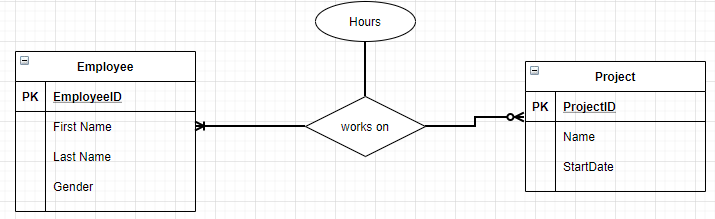 Hours
Employee
PK EmployeeID
First Name
Last Name
Gender
works on
Project
PK ProjectID
Name
StartDate